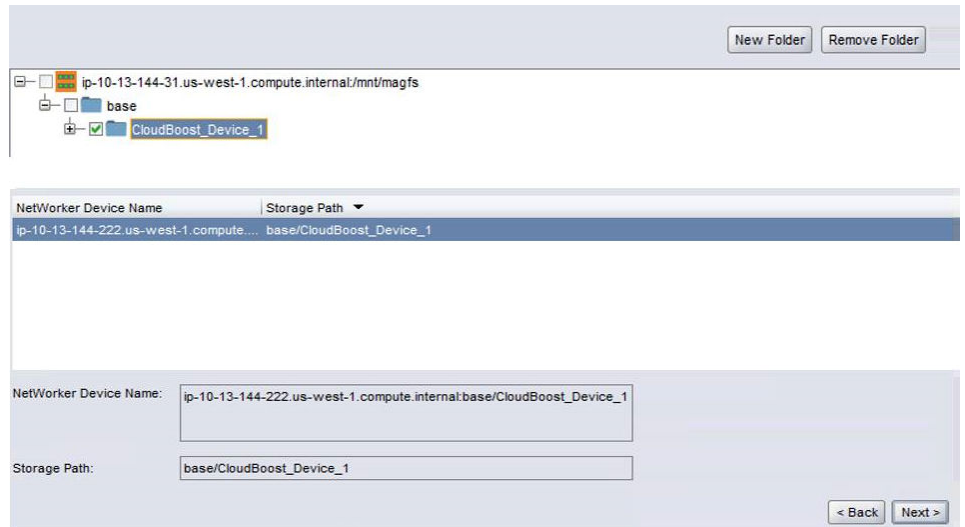 New Folder Remove Folder
ip-10-13-144-31.us-west-1.compute.internal:/mnt/magfs
base
CloudBoost_Device_1
NetWorker Device Name Storage Path
ip-10-13-144-222.us-west-1.compute.... base/CloudBoost_Device_1
NetWorker Device Name: ip-10-13-144-222.us-west-1.compute.internal:base/CloudBoost_Device_1
Storage Path: base/CloudBoost_Device_1
< Back Next >